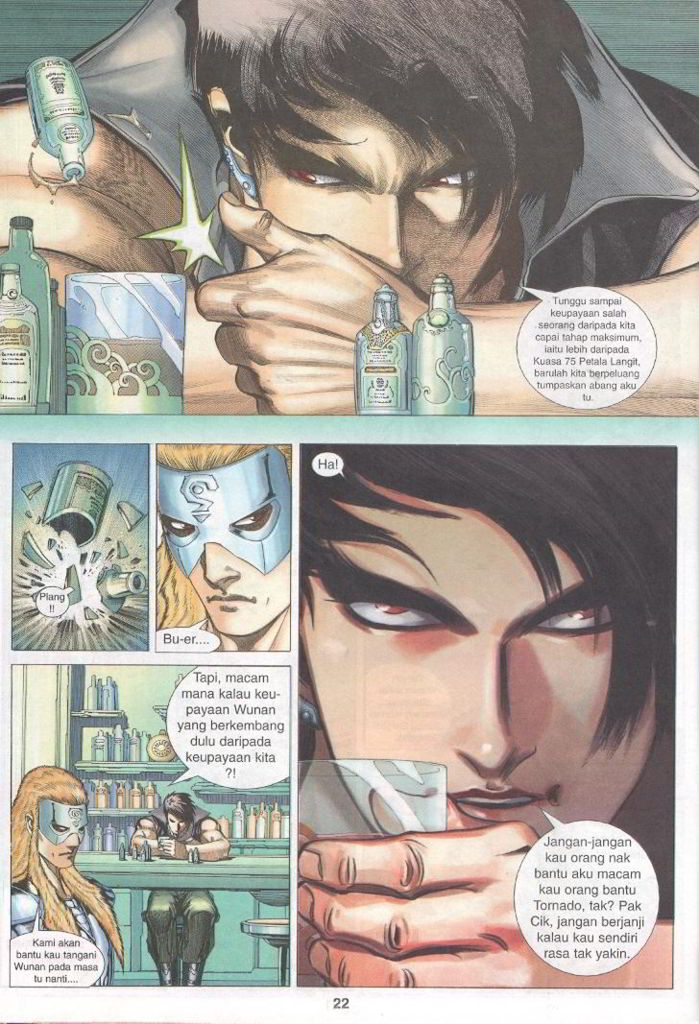 Tunggu sampai
keupayaan salah
seorang daripada kita
capai tahap maksimum,
iaitu lebih daripada
Kuasa 75 Petala Langit,
barulah kita berpeluang
tumpaskan abang aku
tu.
Plang
!!
Bu-er....
Ha!
Tapi, macam
mana kalau keu-
payaan Wunan
yang berkembang
dulu daripada
keupayaan kita
?!
Kami akan
bantu kau tangani
Wunan pada masa
tu nanti....
Jangan-jangan
kau orang nak
bantu aku macam
kau orang bantu
Tornado, tak? Pak
Cik, jangan berjanji
kalau kau sendiri
rasa tak yakin.
22